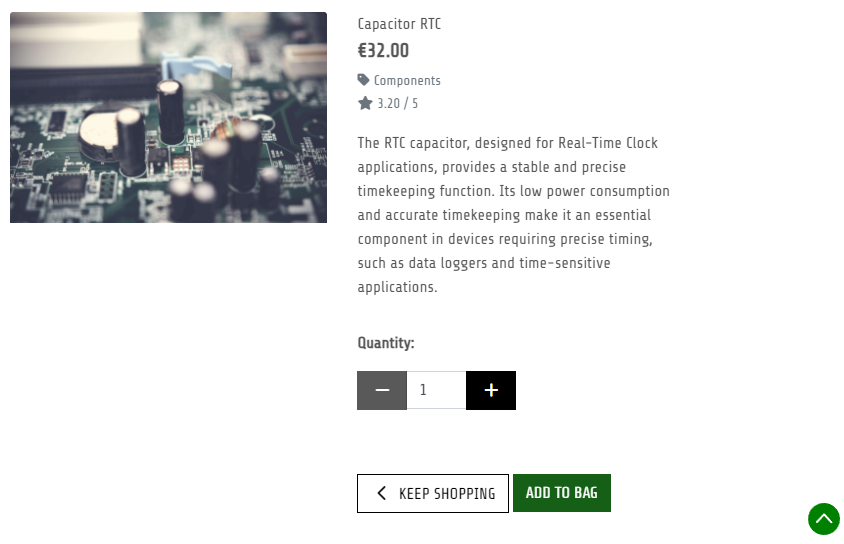 Capacitor RTC
€32.00
Components
3.20 / 5
The RTC capacitor, designed for Real-Time Clock
applications, provides a stable and precise
timekeeping function. Its low power consumption
and accurate timekeeping make it an essential
component in devices requiring precise timing,
such as data loggers and time-sensitive
applications.
Quantity:
1
KEEP SHOPPING ADD TO BAG